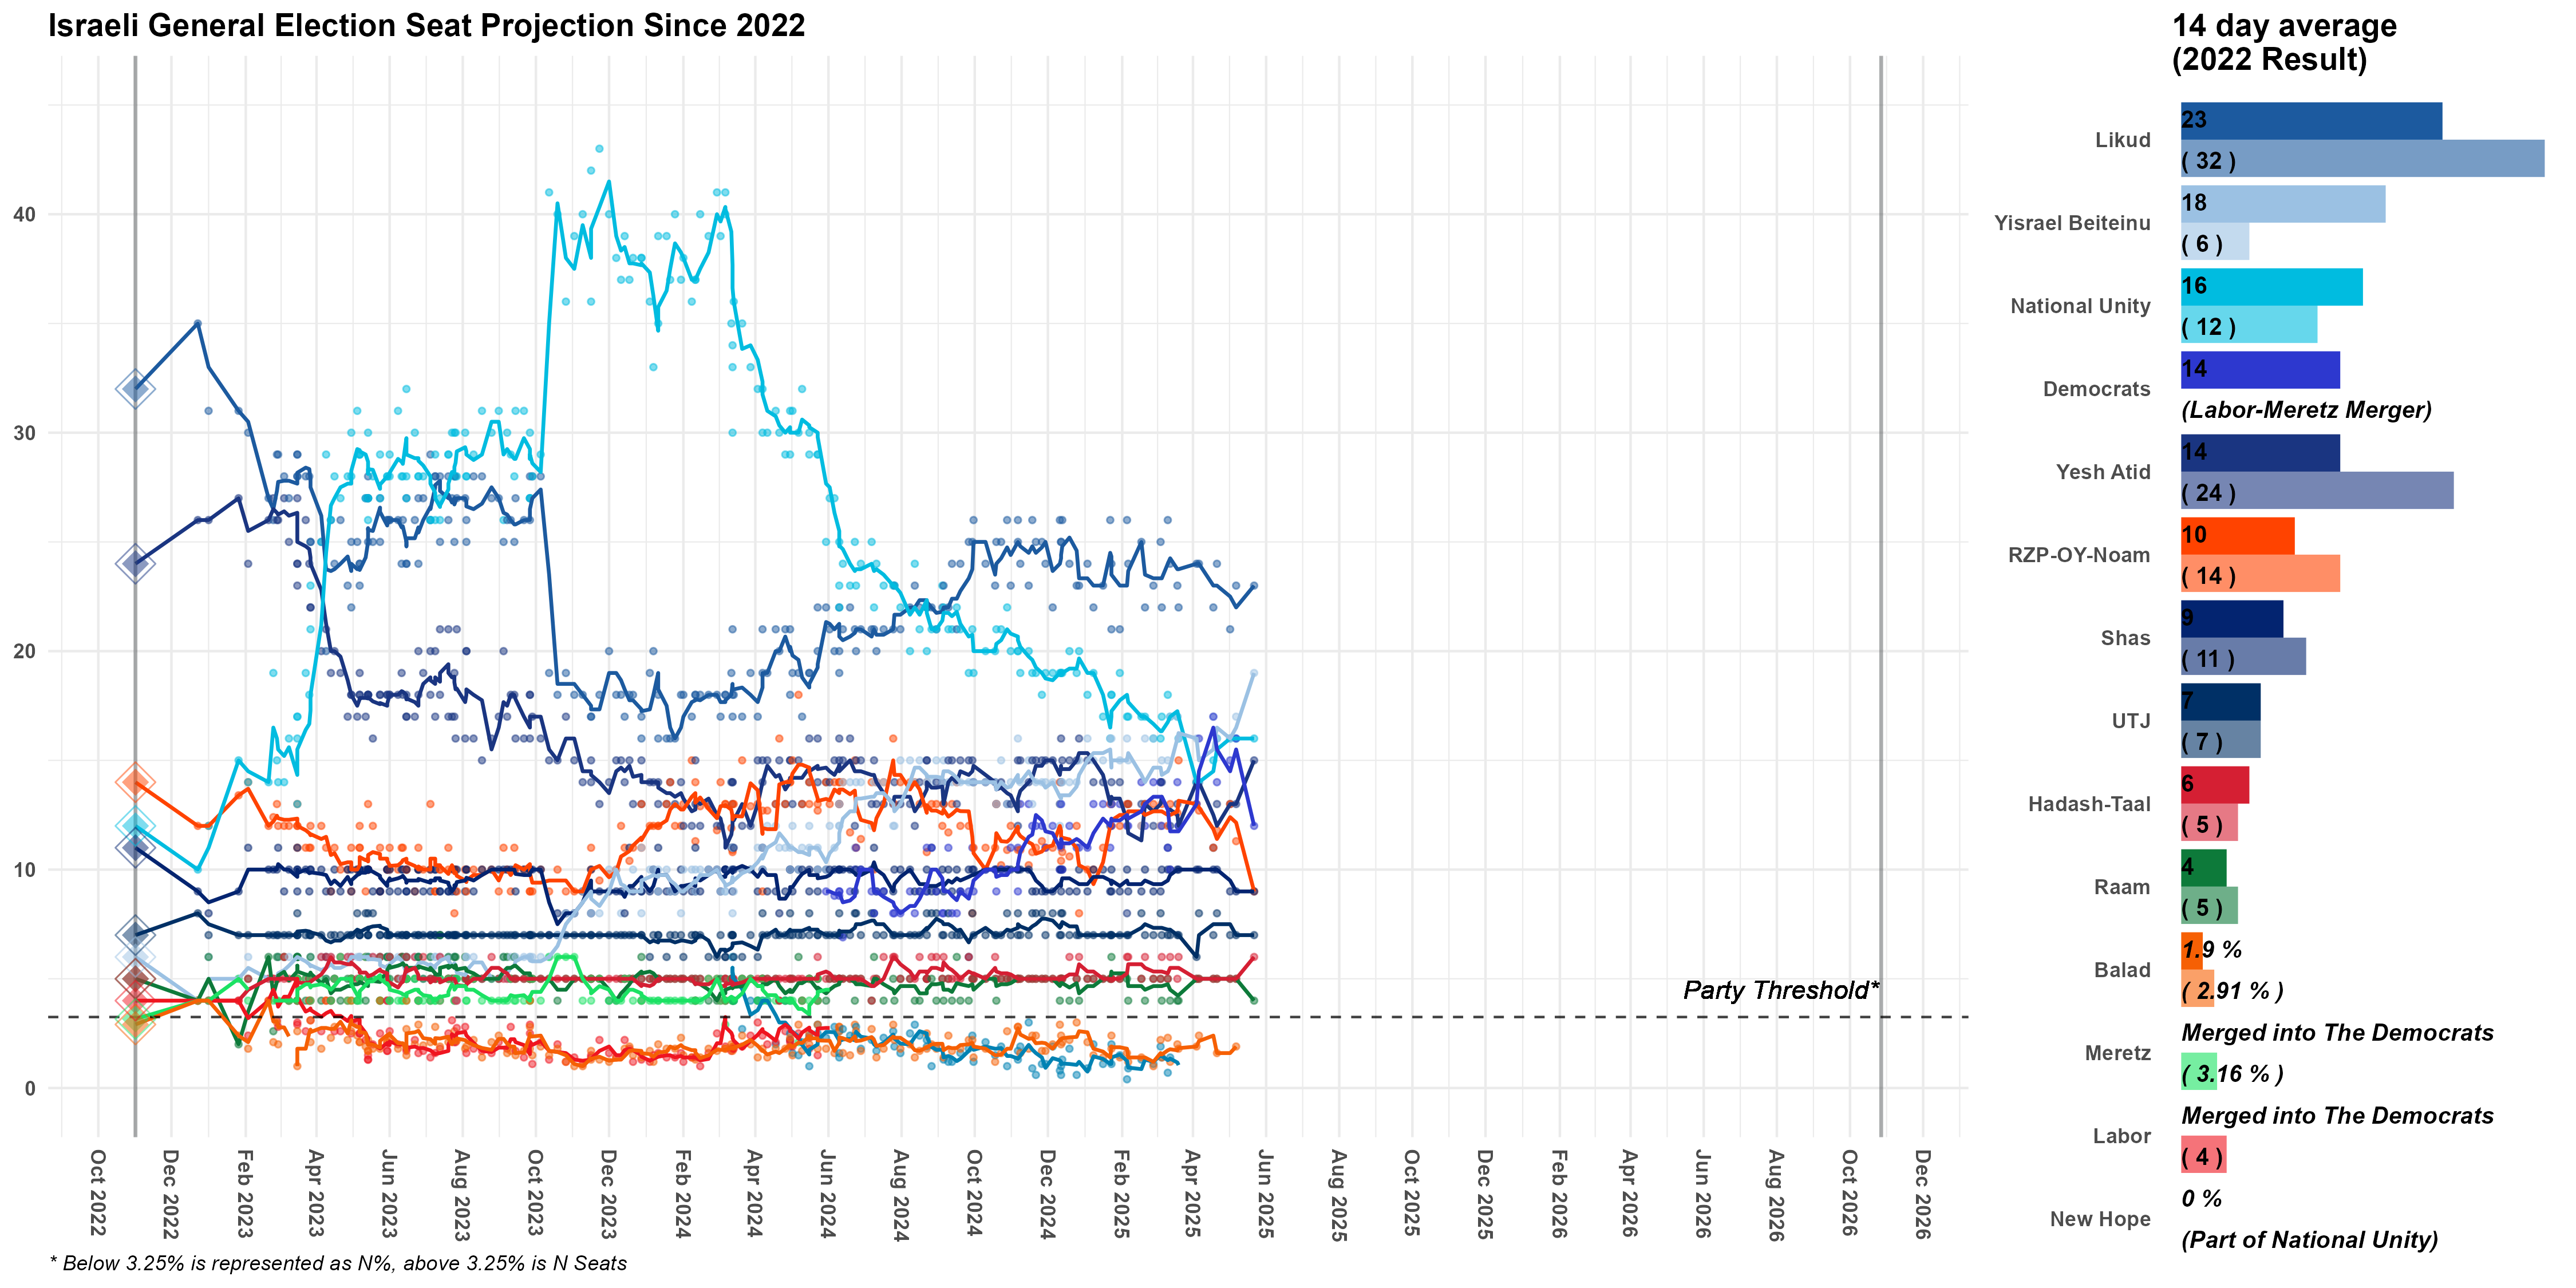 Israeli General Election Seat Projection Since 2022
14 day average
(2022 Result)
40
30
20
10
0
Party Threshold*
Oct 2022
Dec 2022
Feb 2023
Apr 2023
Jun 2023
Aug 2023
Oct 2023
Dec 2023
Feb 2024
Apr 2024
Jun 2024
Aug 2024
Oct 2024
Dec 2024
Feb 2025
Apr 2025
Jun 2025
Aug 2025
Oct 2025
Dec 2025
Feb 2026
Apr 2026
Jun 2026
Aug 2026
Oct 2026
Dec 2026
* Below 3.25% is represented as N%, above 3.25% is N Seats
Likud
23
( 32 )
Yisrael Beiteinu
18
( 6 )
National Unity
16
( 12 )
Democrats
14
(Labor-Meretz Merger)
Yesh Atid
14
( 24 )
RZP-OY-Noam
10
( 14 )
Shas
9
( 11 )
UTJ
7
( 7 )
Hadash-Taal
6
( 5 )
Raam
4
( 5 )
Balad
1.9 %
( 2.91 % )
Meretz
Merged into The Democrats
( 3.16 % )
Labor
Merged into The Democrats
( 4 )
New Hope
0 %
(Part of National Unity)